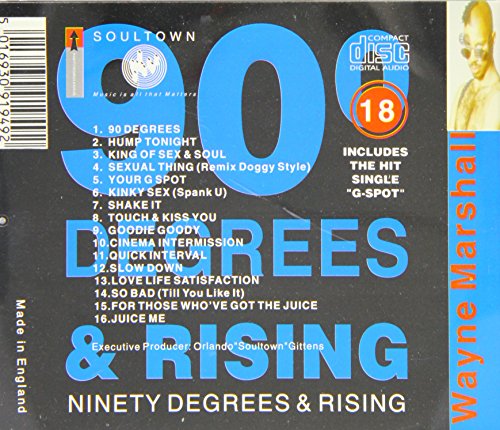 5 016930 919492
SOULTOWN
Music is all that Matters
COMPACT
disc
DIGITAL AUDIO
90°
18
INCLUDES
THE HIT
SINGLE
"G-SPOT"
1. 90 DEGREES
2. HUMP TONIGHT
3. KING OF SEX & SOUL
4. SEXUAL THING (Remix Doggy Style)
5. YOUR G SPOT
6. KINKY SEX (Spank U)
7. SHAKE IT
8. TOUCH & KISS YOU
9. GOODIE GOODY
10. CINEMA INTERMISSION
11. QUICK INTERVAL
12. SLOW DOWN
13. LOVE LIFE SATISFACTION
14. SO BAD (Till You Like It)
15. FOR THOSE WHO'VE GOT THE JUICE
16. JUICE ME
DEGREES
Executive Producer: Orlando"Soultown"Gittens
& RISING
NINETY DEGREES & RISING
Made in England
Wayne Marshall